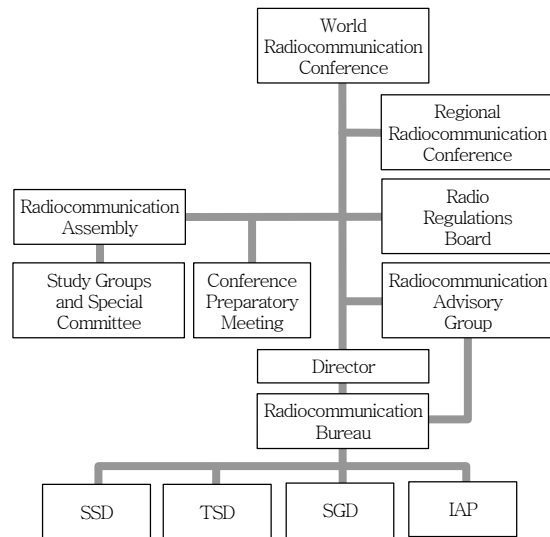 World
Radiocommunication
Conference
Regional
Radiocommunication
Conference
Radiocommunication
Assembly
Radio
Regulations
Board
Study Groups
and Special
Committee
Conference
Preparatory
Meeting
Radiocommunication
Advisory
Group
Director
Radiocommunication
Bureau
SSD
TSD
SGD
IAP